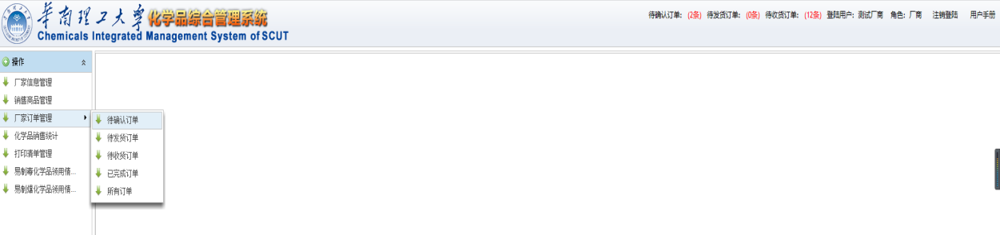 華南理工大學 化学品综合管理系统
Chemicals Integrated Management System of SCUT
待确认订单: (2条) 待发货订单: (0条) 待收货订单: (12条) 登陆用户: 测试厂商 角色: 厂商 注销登陆 用户手册
操作
厂家信息管理
销售商品管理
厂家订单管理
化学品销售统计
打印清单管理
易制毒化学品领用情...
易制爆化学品领用情...
待确认订单
待发货订单
待收货订单
已完成订单
所有订单